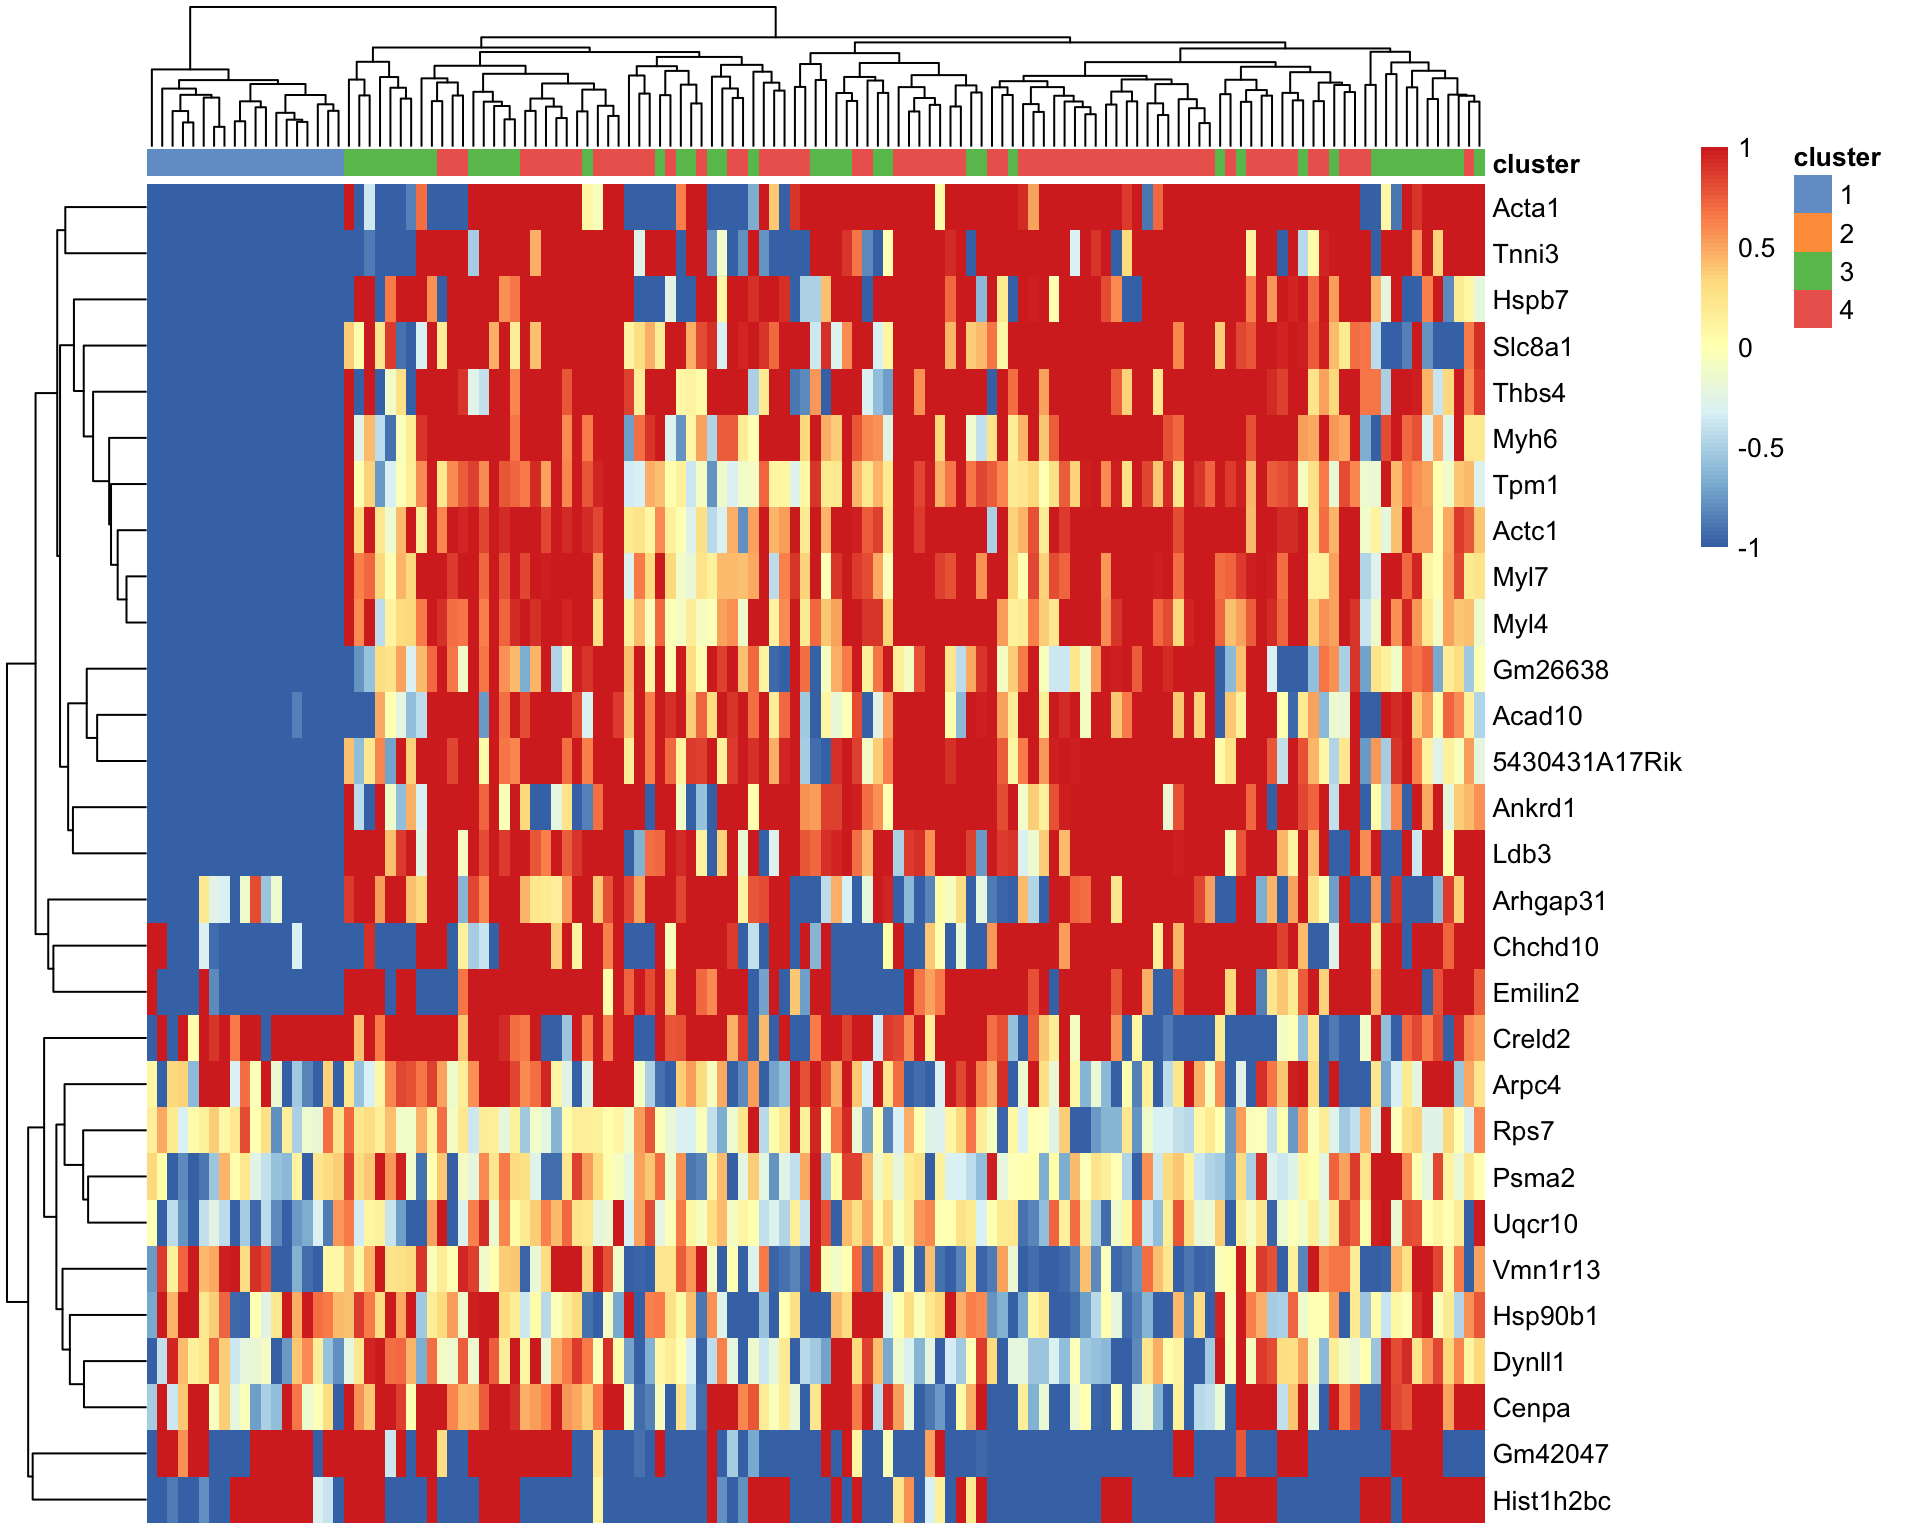 cluster
Acta1
Tnni3
Hspb7
Slc8a1
Thbs4
Myh6
Tpm1
Actc1
Myl7
Myl4
Gm26638
Acad10
5430431A17Rik
Ankrd1
Ldb3
Arhgap31
Chchd10
Emilin2
Creld2
Arpc4
Rps7
Psma2
Uqcr10
Vmn1r13
Hsp90b1
Dynll1
Cenpa
Gm42047
Hist1h2bc
1
0.5
0
-0.5
-1
cluster
1
2
3
4